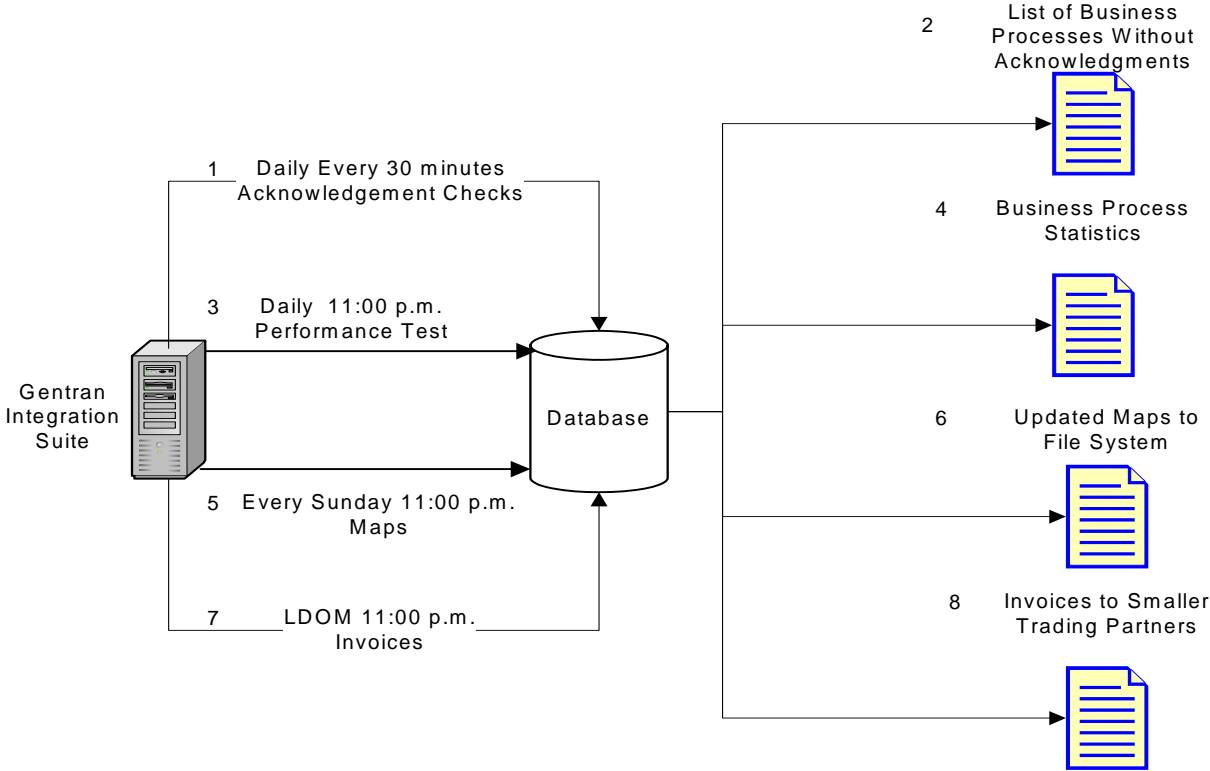 2
List of Business
Processes Without
Acknowledgments
1
Daily Every 30 minutes
Acknowledgement Checks
4
Business Process
Statistics
3
Daily 11:00 p.m.
Performance Test
Gentran
Integration
Suite
Database
6
Updated Maps to
File System
5
Every Sunday 11:00 p.m.
Maps
7
LDOM 11:00 p.m.
Invoices
8
Invoices to Smaller
Trading Partners